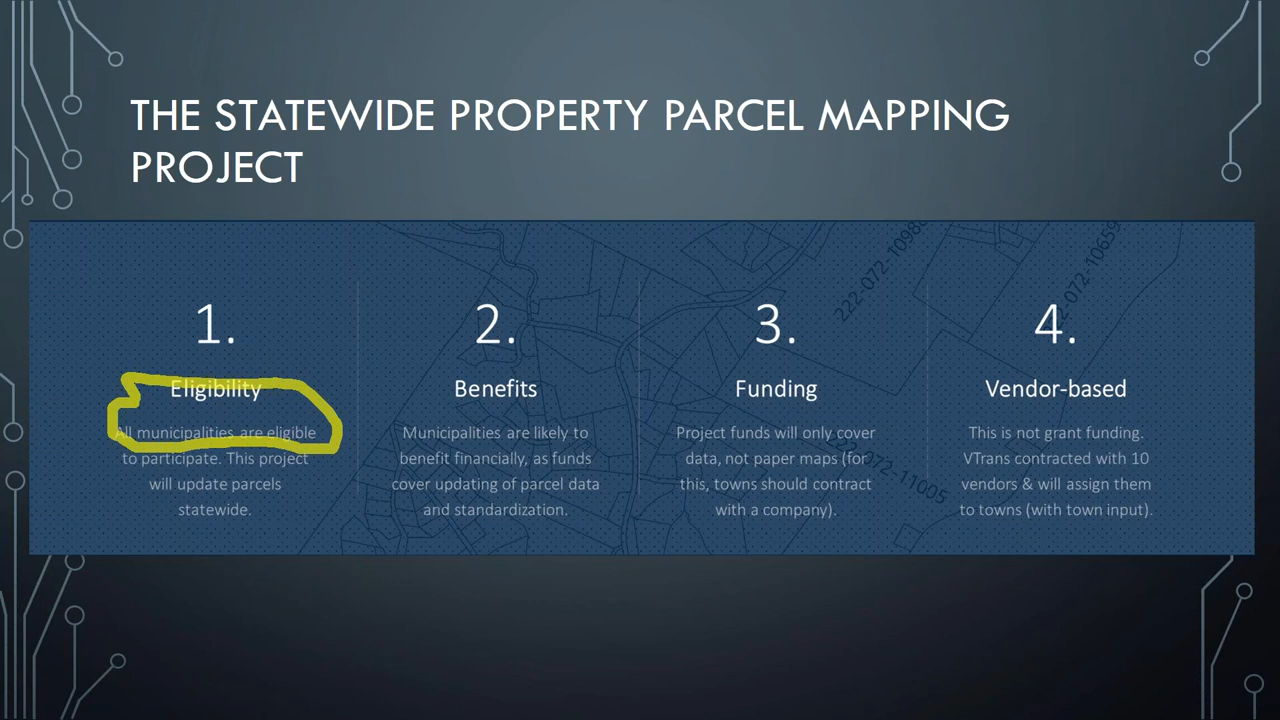 THE STATEWIDE PROPERTY PARCEL MAPPING
PROJECT
1.
Eligibility
All municipalities are eligible
to participate. This project
will update parcels
statewide.
2.
Benefits
Municipalities are likely to
benefit financially, as funds
cover updating of parcel data
and standardization.
3.
Funding
Project funds will only cover
data, not paper maps (for
this, towns should contract
with a company).
4.
Vendor-based
This is not grant funding.
VTrans contracted with 10
vendors & will assign them
to towns (with town input).